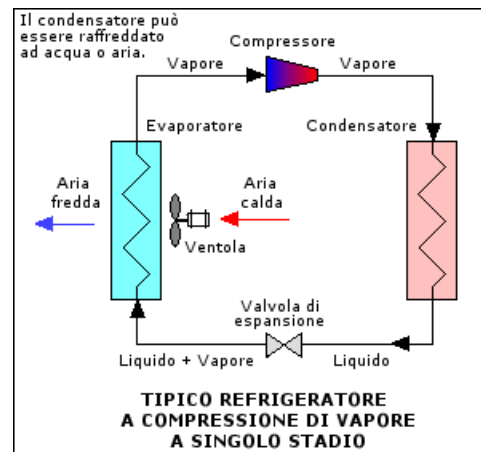 Il condensatore può
essere raffreddato
ad acqua o aria.
Compressore
Vapore
Vapore
Evaporatore
Condensatore
Aria
fredda
Aria
calda
Ventola
Valvola di
espansione
Liquido + Vapore
Liquido
TIPICO REFRIGERATORE
A COMPRESSIONE DI VAPORE
A SINGOLO STADIO